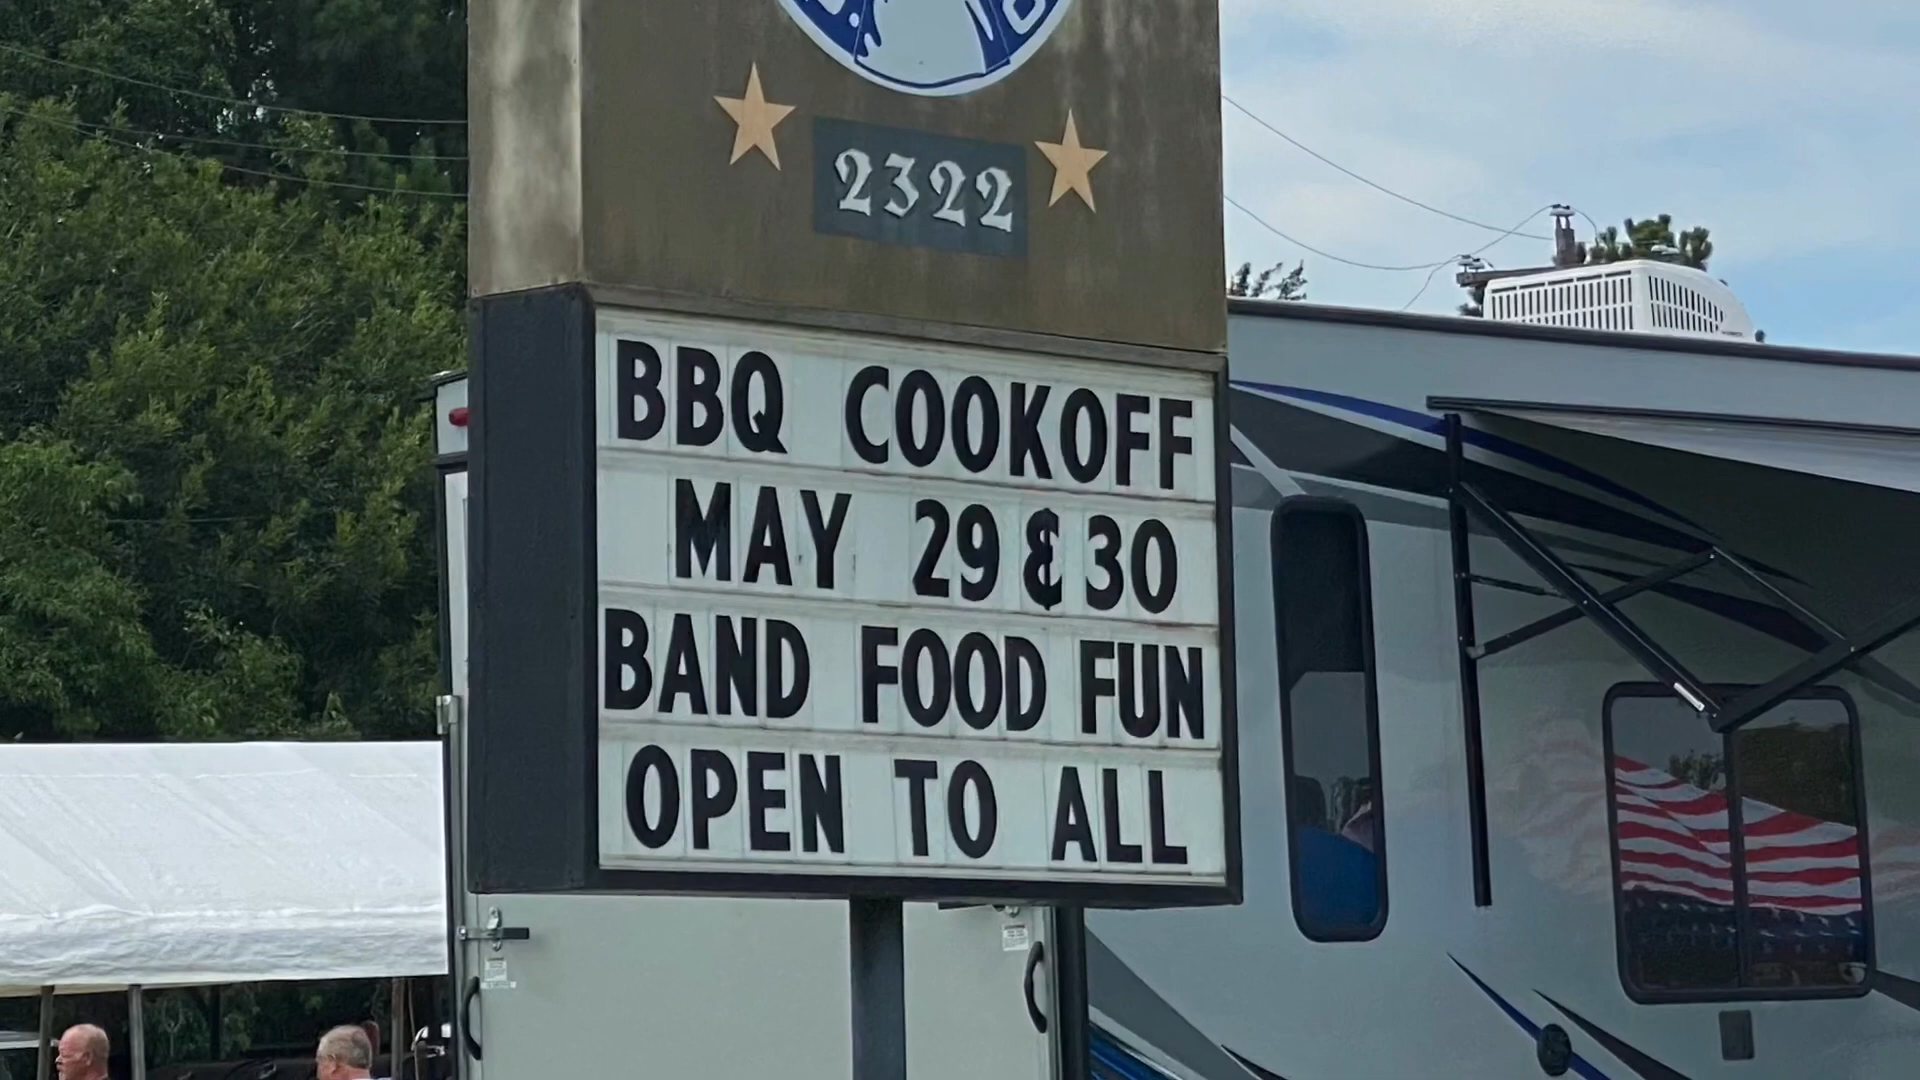 2322
BBQ COOKOFF
MAY 29 & 30
BAND FOOD FUN
OPEN TO ALL